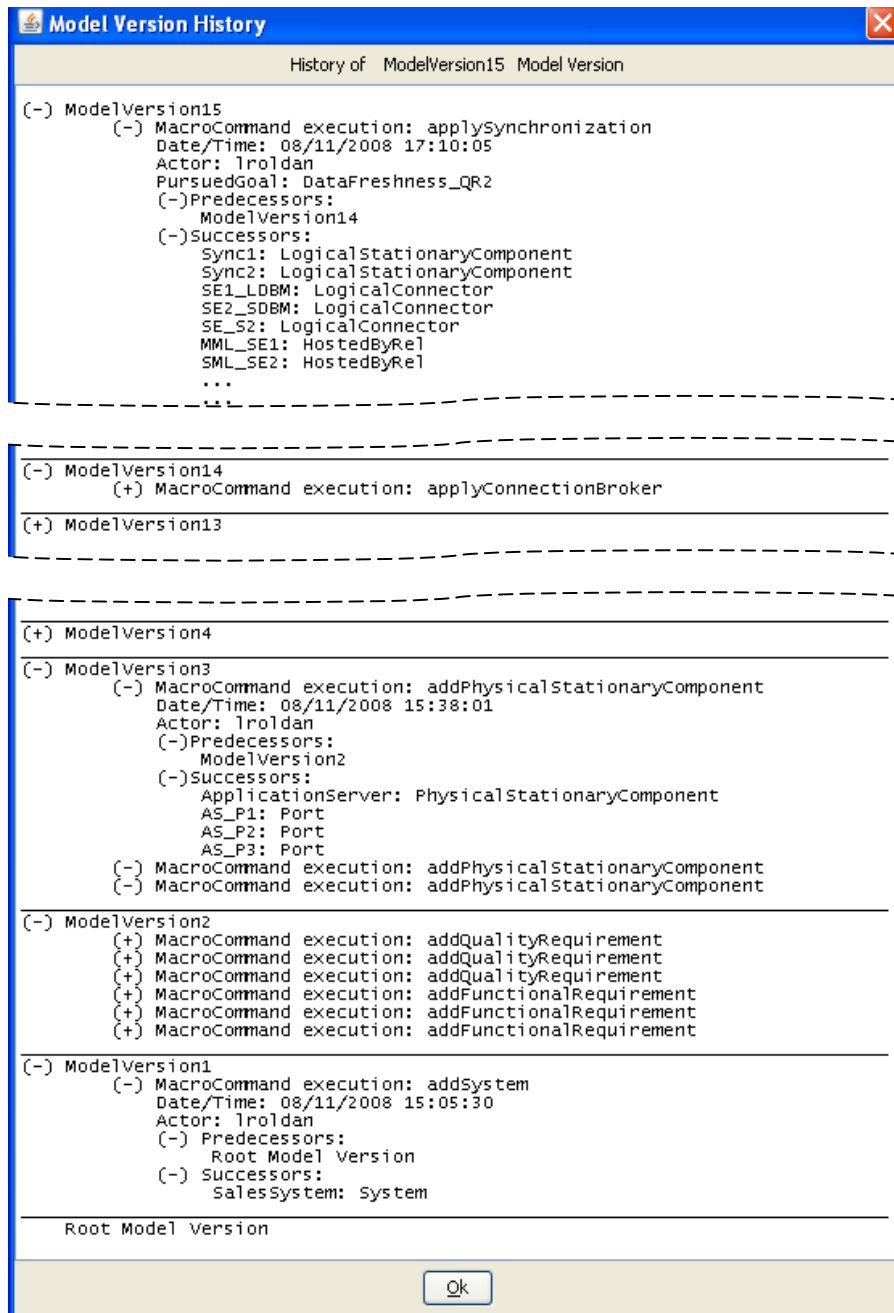 Model Version History
History of ModelVersion15 Model Version
(-) ModelVersion15
(-) MacroCommand execution: applySynchronization
Date/Time: 08/11/2008 17:10:05
Actor: lroldan
PursuedGoal: DataFreshness_QR2
(-)Predecessors:
ModelVersion14
(-)Successors:
Sync1: LogicalStationaryComponent
Sync2: LogicalStationaryComponent
SE1_LDBM: LogicalConnector
SE2_SDBM: LogicalConnector
SE_S2: LogicalConnector
MML_SE1: HostedByRel
SML_SE2: HostedByRel
...
...
(-) ModelVersion14
(+) MacroCommand execution: applyConnectionBroker
(+) ModelVersion13
(+) ModelVersion4
(-) ModelVersion3
(-) MacroCommand execution: addPhysicalStationaryComponent
Date/Time: 08/11/2008 15:38:01
Actor: lroldan
(-)Predecessors:
ModelVersion2
(-)Successors:
ApplicationServer: PhysicalStationaryComponent
AS_P1: Port
AS_P2: Port
AS_P3: Port
(-) MacroCommand execution: addPhysicalStationaryComponent
(-) MacroCommand execution: addPhysicalStationaryComponent
(-) ModelVersion2
(+) MacroCommand execution: addQualityRequirement
(+) MacroCommand execution: addQualityRequirement
(+) MacroCommand execution: addQualityRequirement
(+) MacroCommand execution: addFunctionalRequirement
(+) MacroCommand execution: addFunctionalRequirement
(+) MacroCommand execution: addFunctionalRequirement
(-) ModelVersion1
(-) MacroCommand execution: addSystem
Date/Time: 08/11/2008 15:05:30
Actor: lroldan
(-) Predecessors:
Root Model Version
(-) Successors:
SalesSystem: System
Root Model Version
Ok